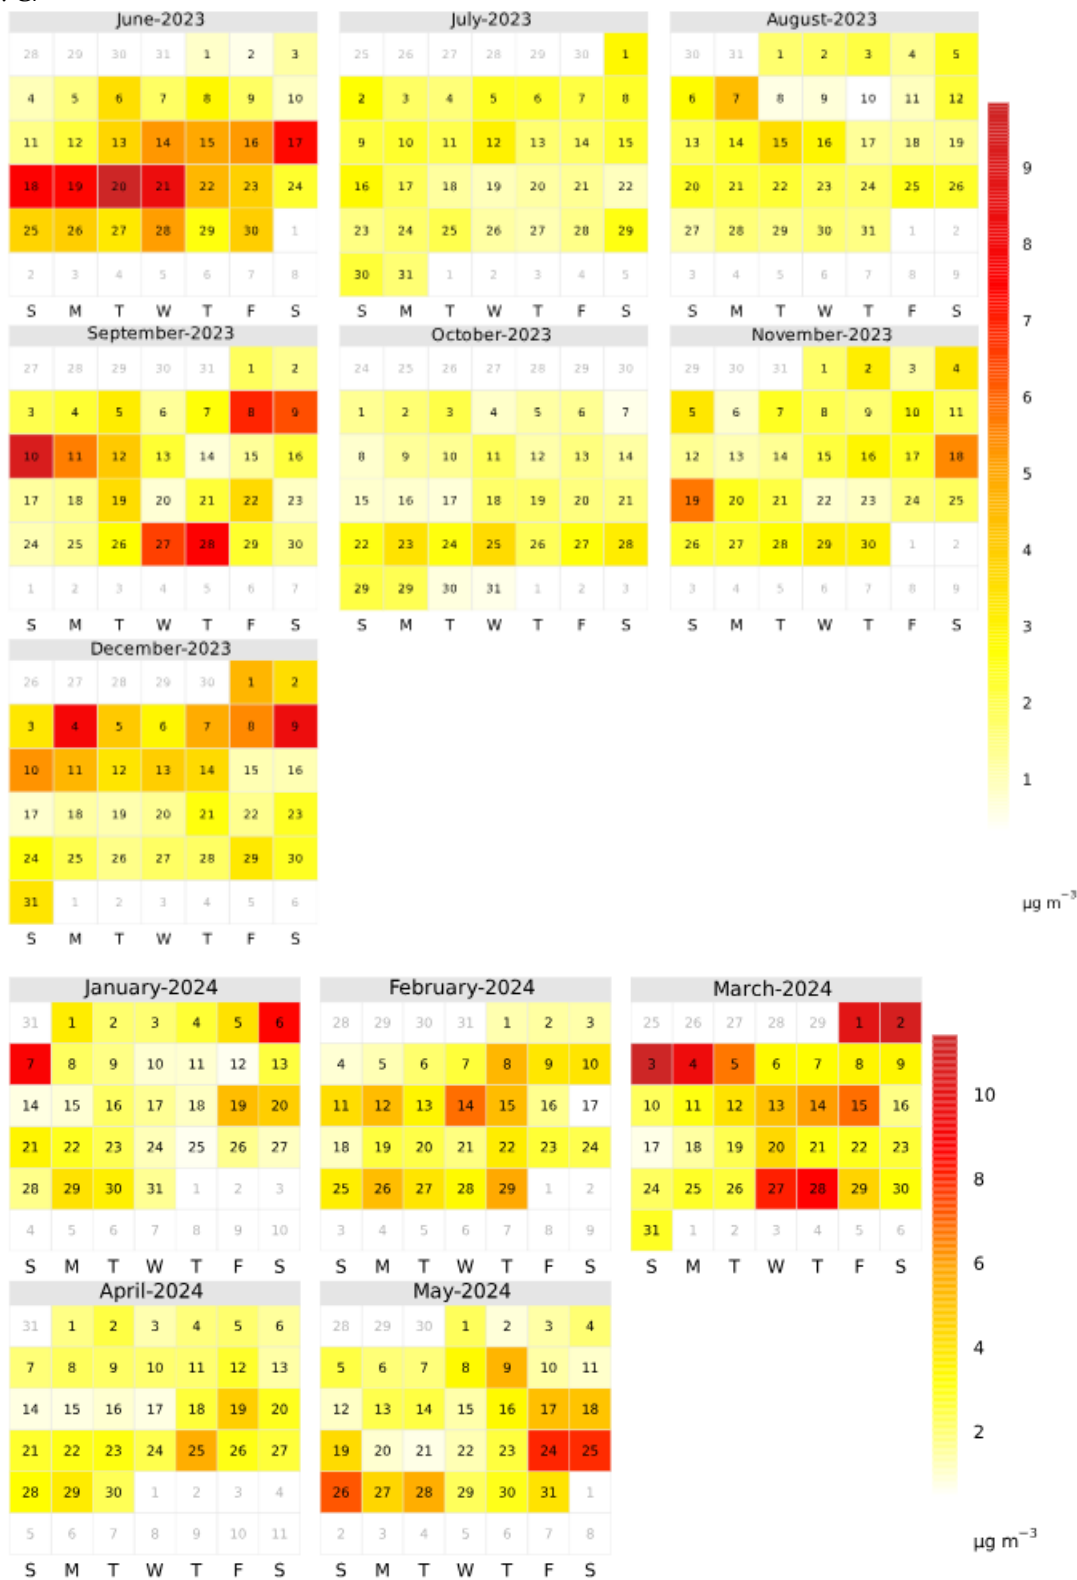 June-2023 July-2023 August-2023
28 29 30 31 1 2 3 25 26 27 28 29 30 1 30 31 1 2 3 4 5
4 5 6 7 8 9 10 2 3 4 5 6 7 8 6 7 8 9 10 11 12
11 12 13 14 15 16 17 9 10 11 12 13 14 15 13 14 15 16 17 18 19
9
18 19 20 21 22 23 24 16 17 18 19 20 21 22 20 21 22 23 24 25 26
25 26 27 28 29 30 1 23 24 25 26 27 28 29 27 28 29 30 31 1 2
8
2 3 4 5 6 7 8 30 31 1 2 3 4 5 3 4 5 6 7 8 9
S M T W T F S S M T W T F S S M T W T F S
7
September-2023 October-2023 November-2023
27 28 29 30 31 1 2 24 25 26 27 28 29 30 29 30 31 1 2 3 4
6
3 4 5 6 7 8 9 1 2 3 4 5 6 7 5 6 7 8 9 10 11
10 11 12 13 14 15 16 8 9 10 11 12 13 14 12 13 14 15 16 17 18
5
17 18 19 20 21 22 23 15 16 17 18 19 20 21 19 20 21 22 23 24 25
24 25 26 27 28 29 30 22 23 24 25 26 27 28 26 27 28 29 30 1 2
4
1 2 3 4 5 6 7 29 29 30 31 1 2 3 3 4 5 6 7 8 9
S M T W T F S S M T W T F S S M T W T F S
3
December-2023
26 27 28 29 30 1 2
2
3 4 5 6 7 8 9
10 11 12 13 14 15 16
1
17 18 19 20 21 22 23
24 25 26 27 28 29 30
31 1 2 3 4 5 6
µg m⁻³
S M T W T F S
January-2024 February-2024 March-2024
31 1 2 3 4 5 6 28 29 30 31 1 2 3 25 26 27 28 29 1 2
7 8 9 10 11 12 13 4 5 6 7 8 9 10 3 4 5 6 7 8 9
10
14 15 16 17 18 19 20 11 12 13 14 15 16 17 10 11 12 13 14 15 16
21 22 23 24 25 26 27 18 19 20 21 22 23 24 17 18 19 20 21 22 23
8
28 29 30 31 1 2 3 25 26 27 28 29 1 2 24 25 26 27 28 29 30
4 5 6 7 8 9 10 3 4 5 6 7 8 9 31 1 2 3 4 5 6
S M T W T F S S M T W T F S S M T W T F S
6
April-2024 May-2024
31 1 2 3 4 5 6 28 29 30 1 2 3 4
4
7 8 9 10 11 12 13 5 6 7 8 9 10 11
14 15 16 17 18 19 20 12 13 14 15 16 17 18
2
21 22 23 24 25 26 27 19 20 21 22 23 24 25
28 29 30 1 2 3 4 26 27 28 29 30 31 1
5 6 7 8 9 10 11 2 3 4 5 6 7 8
µg m⁻³
S M T W T F S S M T W T F S